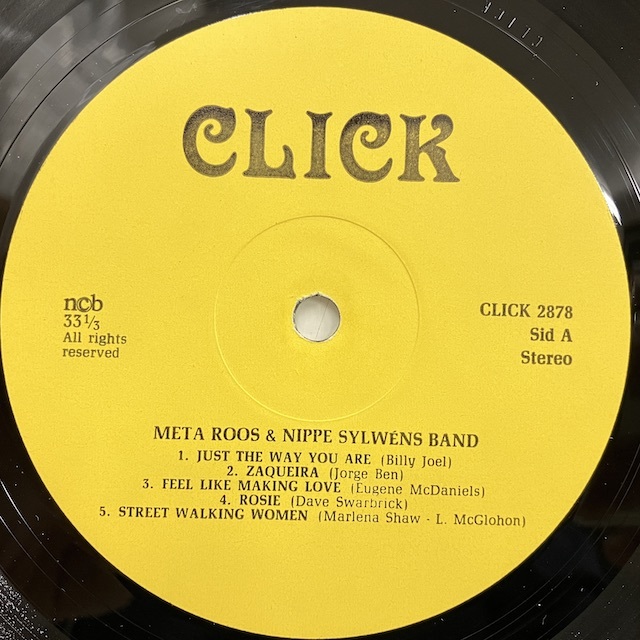 CLICK
ncb
33 1/3
All rights
reserved
CLICK 2878
Sid A
Stereo
META ROOS & NIPPE SYLWÉNS BAND
1. JUST THE WAY YOU ARE (Billy Joel)
2. ZAQUEIRA (Jorge Ben)
3. FEEL LIKE MAKING LOVE (Eugene McDaniels)
4. ROSIE (Dave Swarbrick)
5. STREET WALKING WOMEN (Marlena Shaw - L. McGlohon)